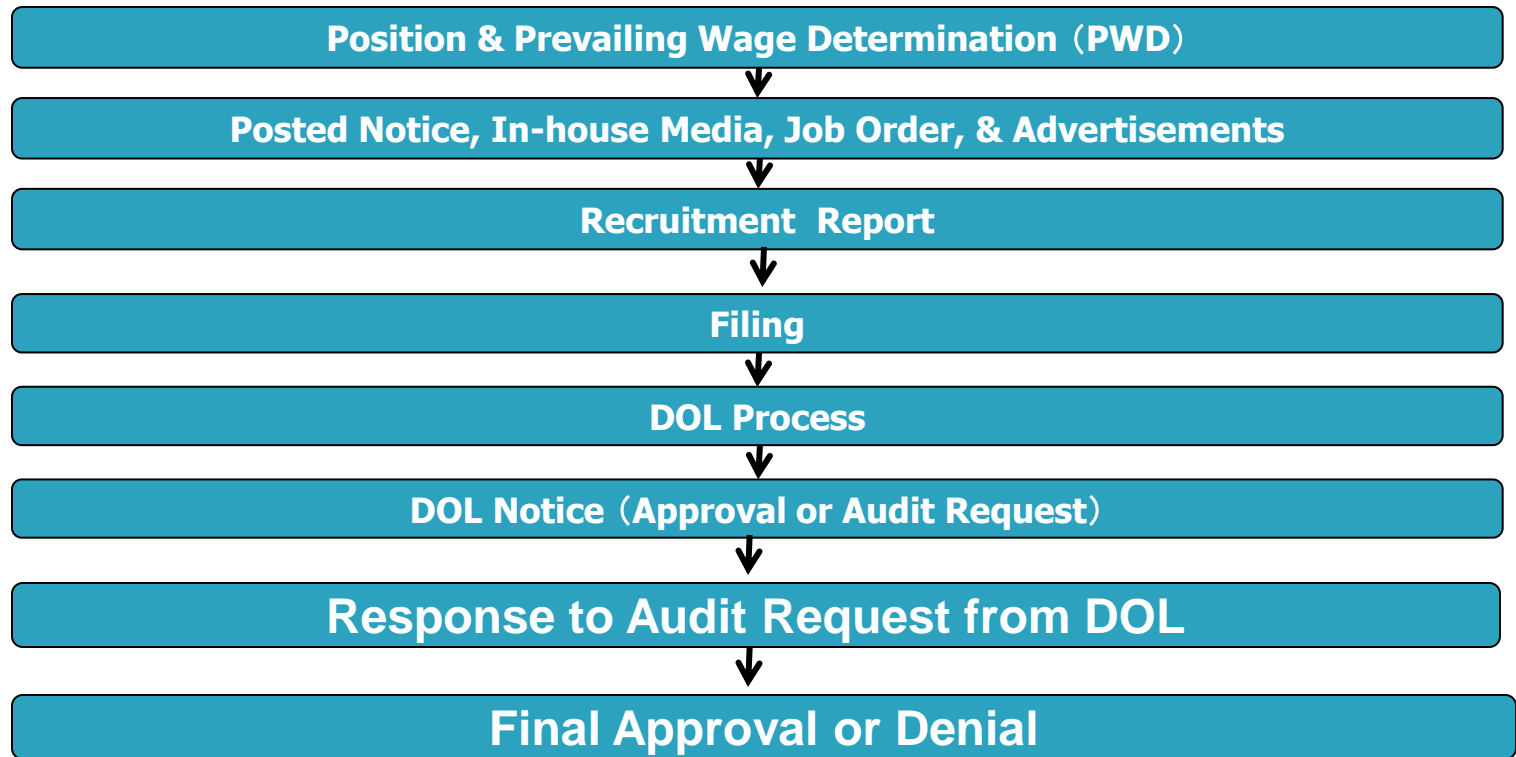 Position & Prevailing Wage Determination（PWD）
Posted Notice, In-house Media, Job Order, & Advertisements
Recruitment  Report
Filing
DOL Process
DOL Notice（Approval or Audit Request）
Response to Audit Request from DOL
Final Approval or Denial